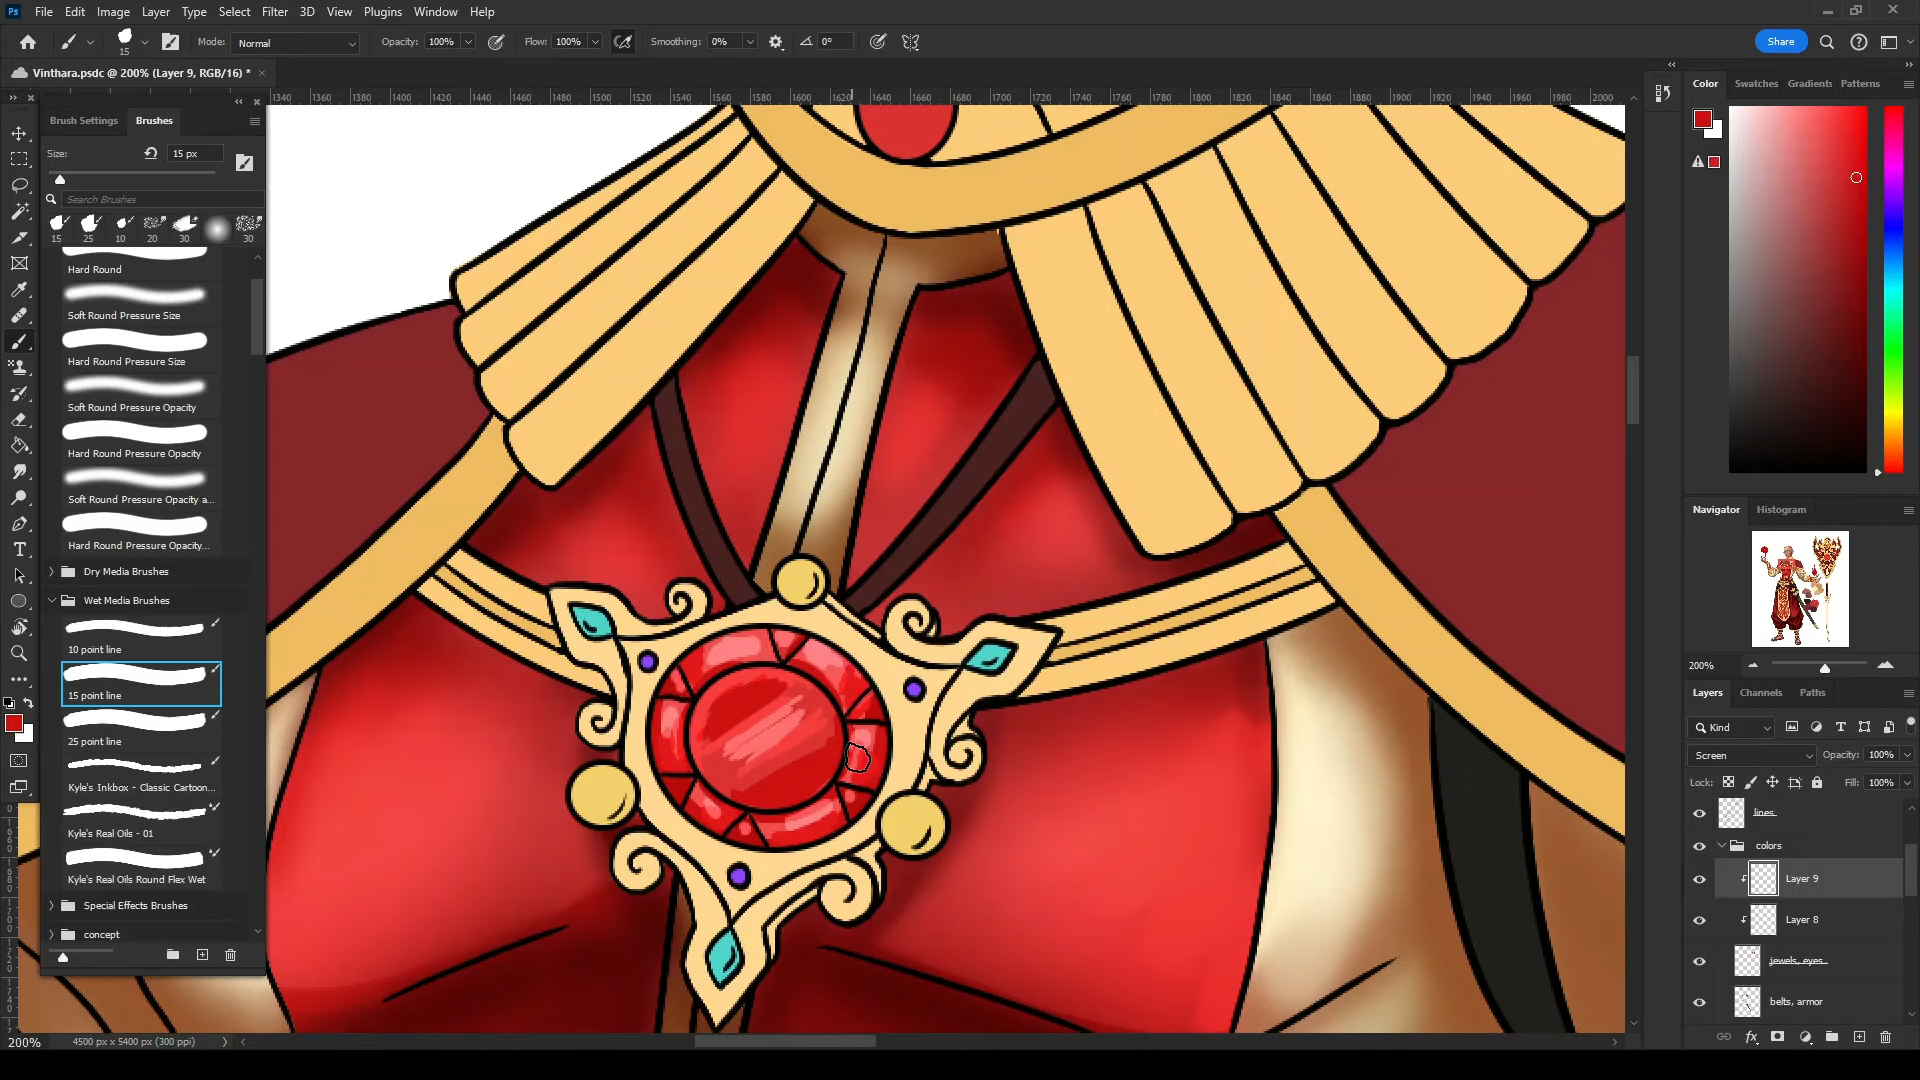 Ps File Edit Image Layer Type Select Filter 3D View Plugins Window Help
15 Mode: Normal Opacity: 100% Flow: 100% Smoothing: 0% 0° Share
Vinthara.psdc @ 200% (Layer 9, RGB/16) *
1340 1360 1380 1400 1420 1440 1460 1480 1500 1520 1540 1560 1580 1600 1620 1640 1660 1680 1700 1720 1740 1760 1780 1800 1820 1840 1860 1880 1900 1920 1940 1960 1980 2000
Brush Settings Brushes
Size: 15 px
Search Brushes
15 25 10 20 30 30
Hard Round
Soft Round Pressure Size
Hard Round Pressure Size
Soft Round Pressure Opacity
Hard Round Pressure Opacity
Soft Round Pressure Opacity a...
Hard Round Pressure Opacity...
Dry Media Brushes
Wet Media Brushes
10 point line
15 point line
25 point line
Kyle's Inkbox - Classic Cartoon...
Kyle's Real Oils - 01
Kyle's Real Oils Round Flex Wet
Special Effects Brushes
concept
200% 4500 px x 5400 px (300 ppi)
Color Swatches Gradients Patterns
Navigator Histogram
200%
Layers Channels Paths
Kind
Screen Opacity: 100%
Lock: Fill: 100%
lines
colors
Layer 9
Layer 8
jewels, eyes
belts, armor
fx